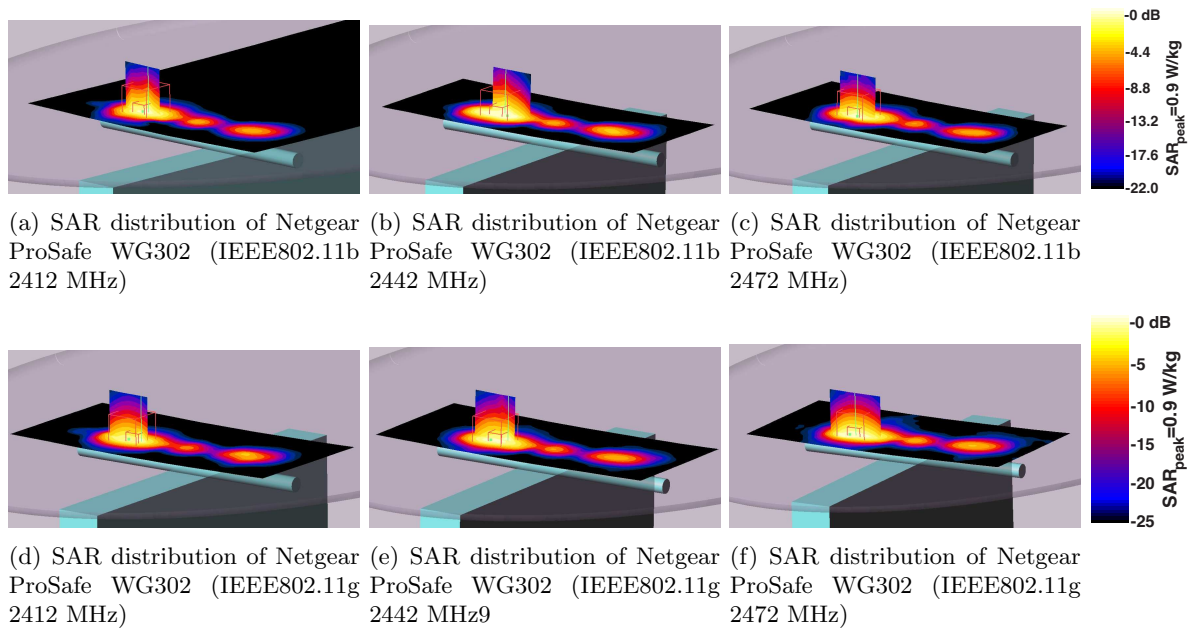 -0 dB
-4.4
-8.8
-13.2
-17.6
-22.0
SARpeak=0.9 W/kg
(a) SAR distribution of Netgear
ProSafe WG302 (IEEE802.11b
2412 MHz)
(b) SAR distribution of Netgear
ProSafe WG302 (IEEE802.11b
2442 MHz)
(c) SAR distribution of Netgear
ProSafe WG302 (IEEE802.11b
2472 MHz)
-0 dB
-5
-10
-15
-20
-25
SARpeak=0.9 W/kg
(d) SAR distribution of Netgear
ProSafe WG302 (IEEE802.11g
2412 MHz)
(e) SAR distribution of Netgear
ProSafe WG302 (IEEE802.11g
2442 MHz9
(f) SAR distribution of Netgear
ProSafe WG302 (IEEE802.11g
2472 MHz)